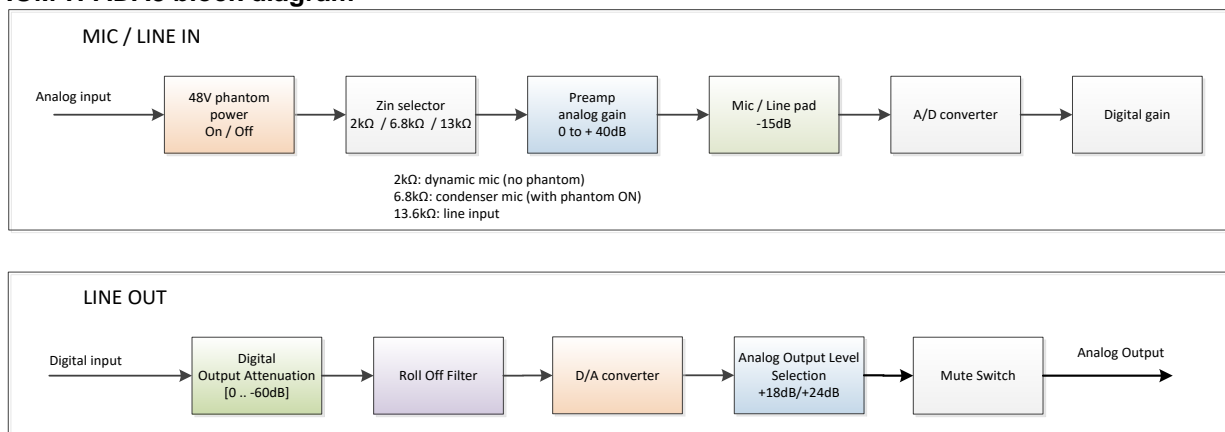 block diagram
MIC / LINE IN
Analog input
48V phantom
power
On / Off
Zin selector
2kΩ / 6.8kΩ / 13kΩ
Preamp
analog gain
0 to + 40dB
Mic / Line pad
-15dB
A/D converter
Digital gain
2kΩ: dynamic mic (no phantom)
6.8kΩ: condenser mic (with phantom ON)
13.6kΩ: line input
LINE OUT
Digital input
Digital
Output Attenuation
[0 .. -60dB]
Roll Off Filter
D/A converter
Analog Output Level
Selection
+18dB/+24dB
Mute Switch
Analog Output